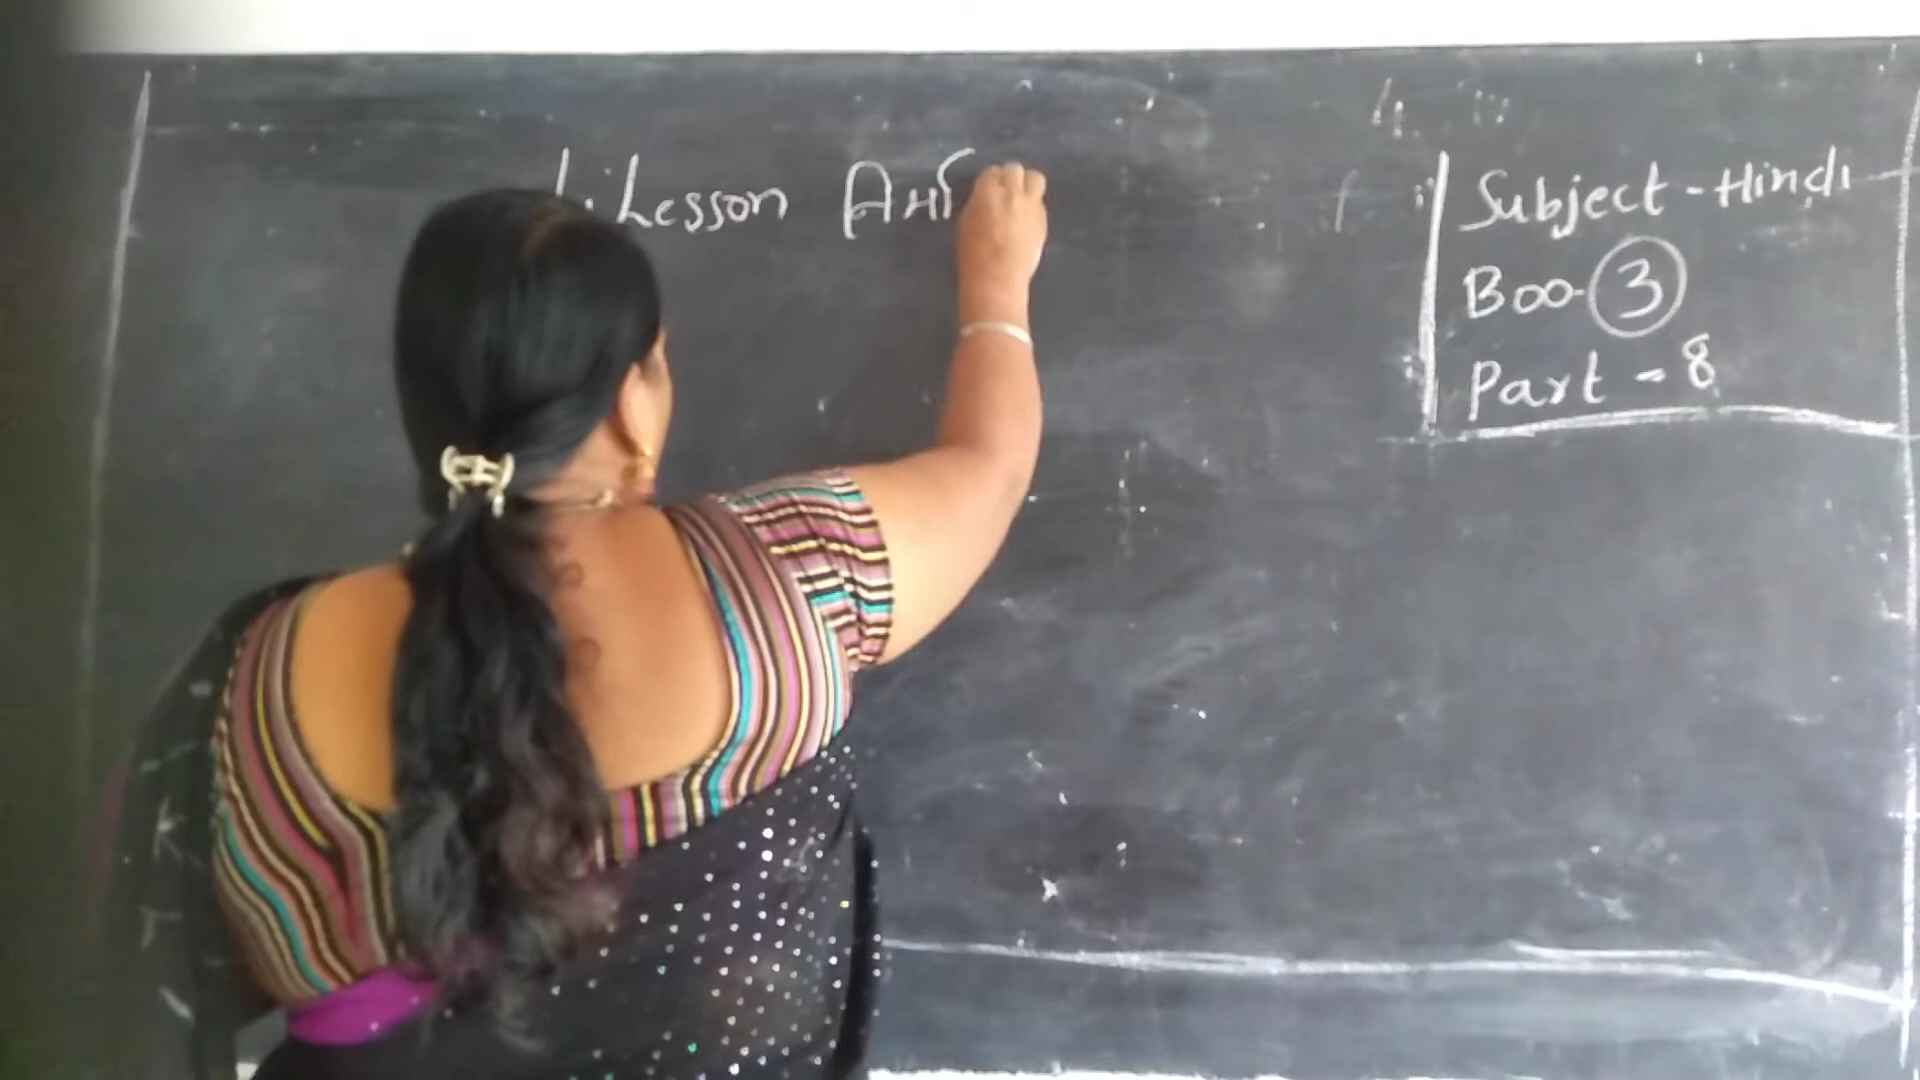 Lesson
Subject - Hindi
Boo- 3
Part - 8